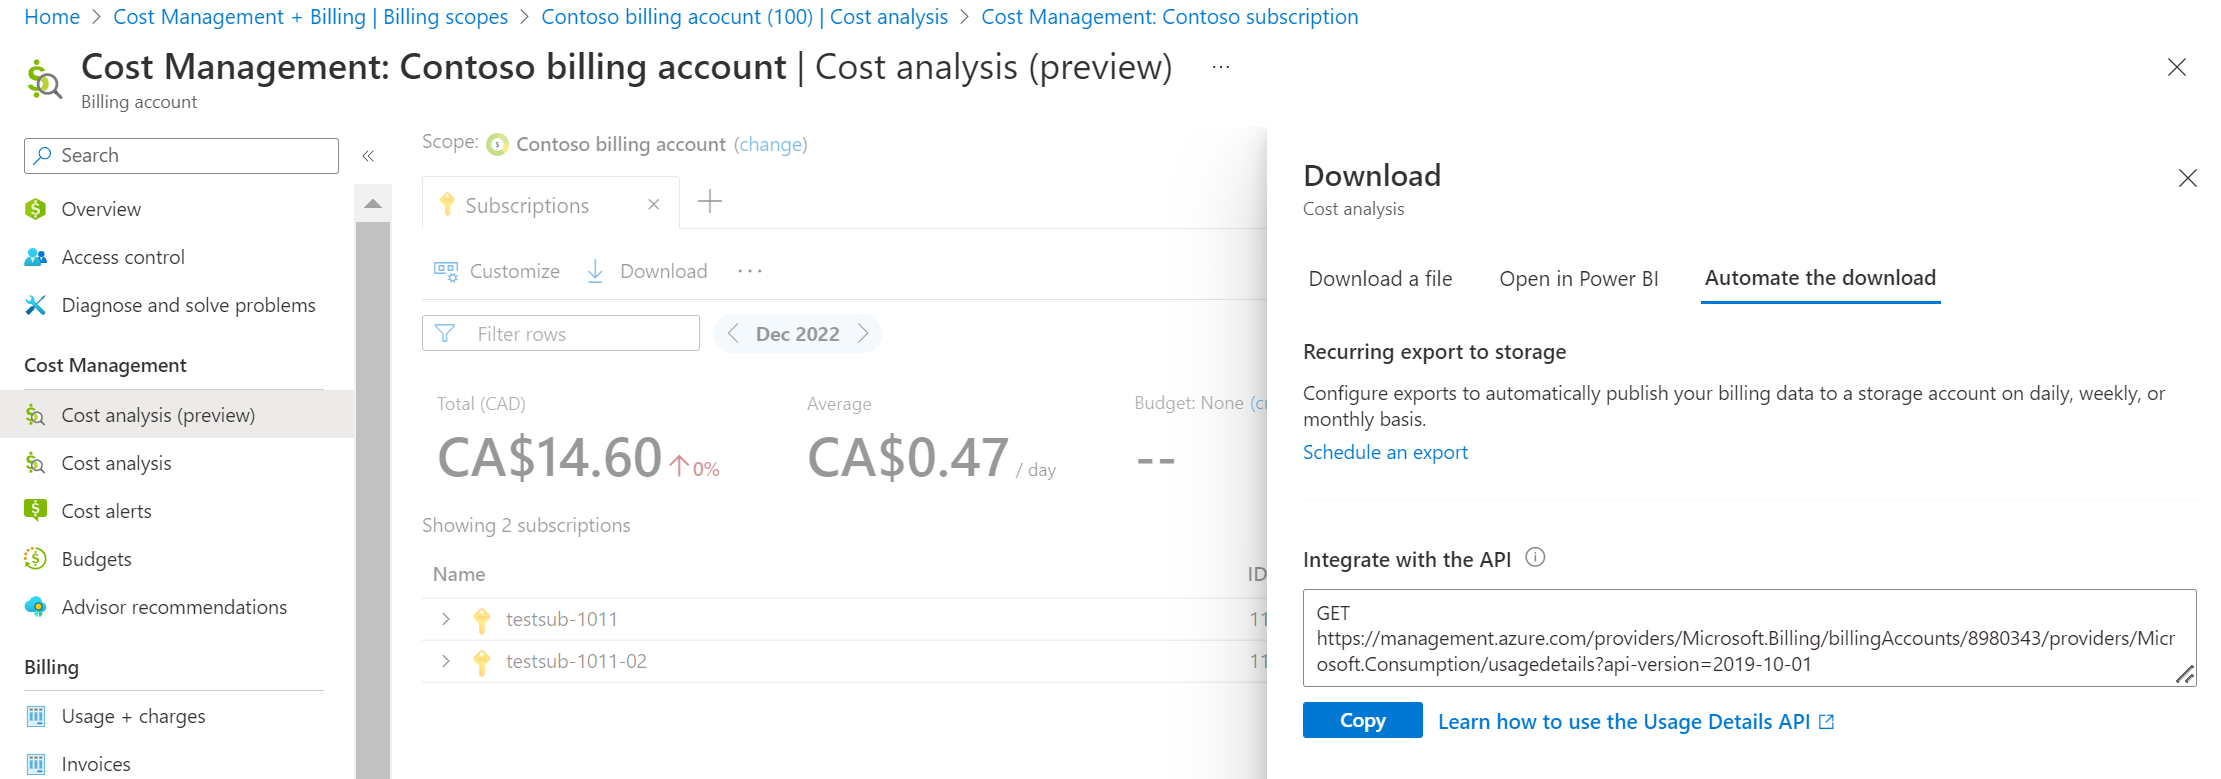 Home > Cost Management + Billing | Billing scopes > Contoso billing acocunt (100) | Cost analysis > Cost Management: Contoso subscription
Cost Management: Contoso billing account | Cost analysis (preview) ...
Billing account
Search «
Overview
Access control
Diagnose and solve problems
Cost Management
Cost analysis (preview)
Cost analysis
Cost alerts
Budgets
Advisor recommendations
Billing
Usage + charges
Invoices
Scope: Contoso billing account (change)
Subscriptions
Customize Download ...
Filter rows Dec 2022
Total (CAD) Average Budget: None (cr
CA$14.60 ↑0% CA$0.47 / day --
Showing 2 subscriptions
Name ID
testsub-1011 11
testsub-1011-02 11
Download
Cost analysis
Download a file Open in Power BI Automate the download
Recurring export to storage
Configure exports to automatically publish your billing data to a storage account on daily, weekly, or
monthly basis.
Schedule an export
Integrate with the API
GET
https://management.azure.com/providers/Microsoft.Billing/billingAccounts/8980343/providers/Micr
osoft.Consumption/usagedetails?api-version=2019-10-01
Copy Learn how to use the Usage Details API